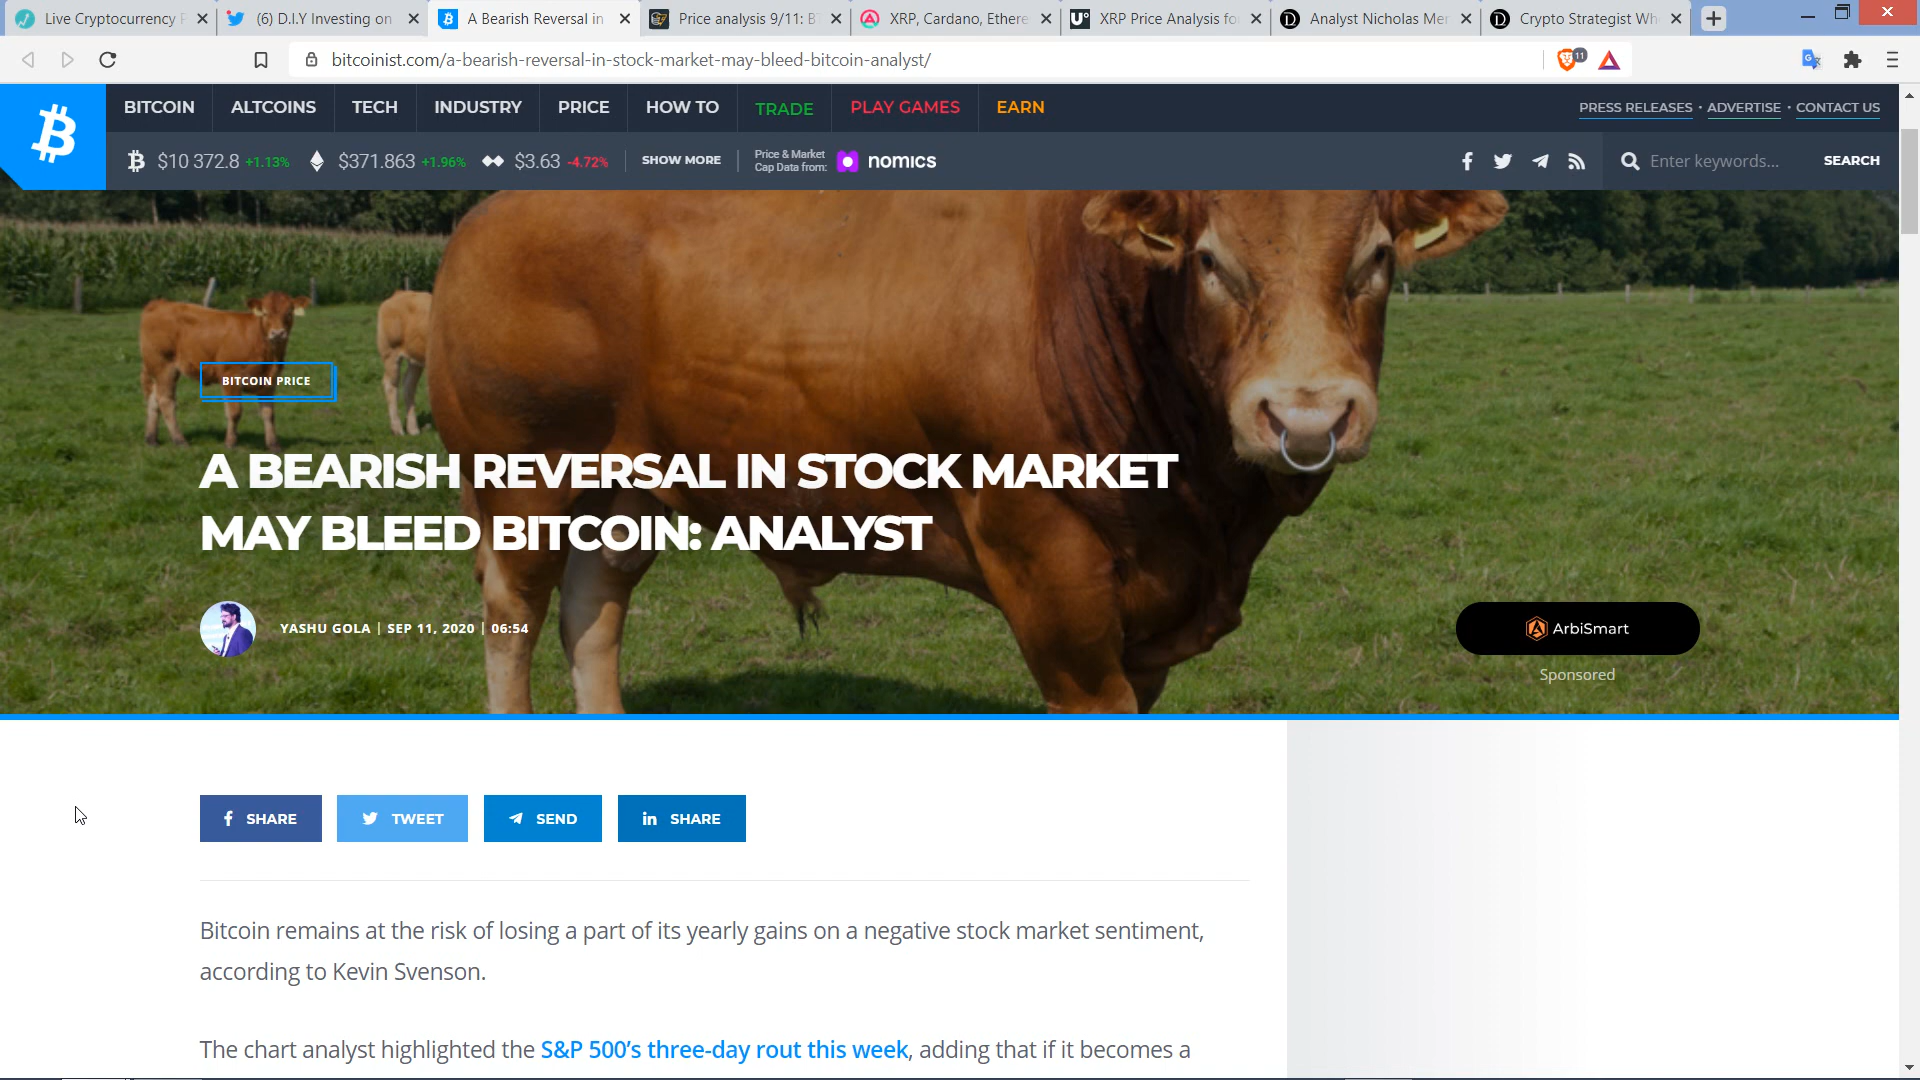 Live Cryptocurrency P
(6) D.I.Y Investing on
A Bearish Reversal in
Price analysis 9/11: BT
XRP, Cardano, Ethere
XRP Price Analysis fo
Analyst Nicholas Mer
Crypto Strategist Wh
bitcoinist.com/a-bearish-reversal-in-stock-market-may-bleed-bitcoin-analyst/
11
BITCOIN ALTCOINS TECH INDUSTRY PRICE HOW TO TRADE PLAY GAMES EARN
PRESS RELEASES • ADVERTISE • CONTACT US
$10 372.8 +1.13% $371.863 +1.96% $3.63 -4.72% SHOW MORE
Price & Market
Cap Data from:
nomics
Enter keywords... SEARCH
BITCOIN PRICE
A BEARISH REVERSAL IN STOCK MARKET
MAY BLEED BITCOIN: ANALYST
YASHU GOLA | SEP 11, 2020 | 06:54
ArbiSmart
Sponsored
SHARE TWEET SEND SHARE
Bitcoin remains at the risk of losing a part of its yearly gains on a negative stock market sentiment,
according to Kevin Svenson.
The chart analyst highlighted the S&P 500's three-day rout this week, adding that if it becomes a